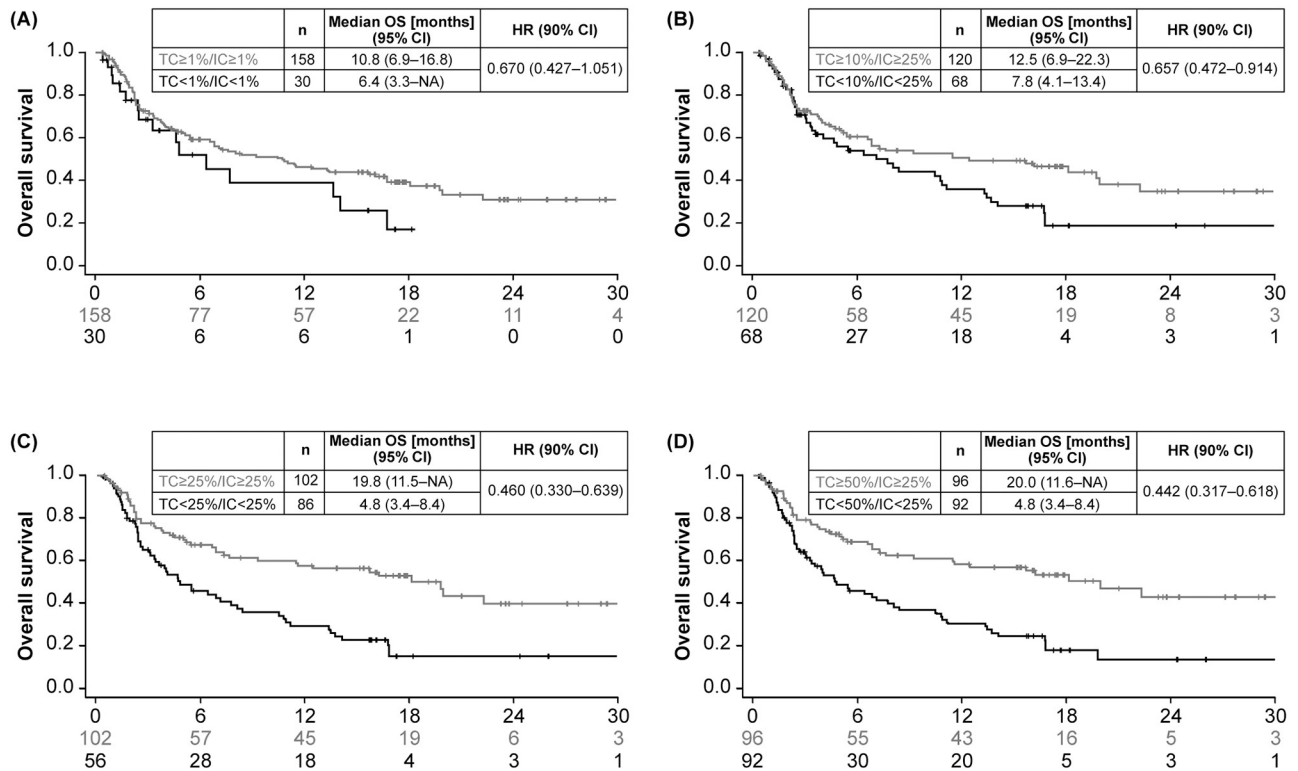 (A)
n Median OS [months] (95% CI) HR (90% CI)
TC≥1%/IC≥1% 158 10.8 (6.9–16.8) 0.670 (0.427–1.051)
TC<1%/IC<1% 30 6.4 (3.3–NA)
Overall survival
1.0
0.8
0.6
0.4
0.2
0.0
0 6 12 18 24 30
158 77 57 22 11 4
30 6 6 1 0 0
(B)
n Median OS [months] (95% CI) HR (90% CI)
TC≥10%/IC≥25% 120 12.5 (6.9–22.3) 0.657 (0.472–0.914)
TC<10%/IC<25% 68 7.8 (4.1–13.4)
Overall survival
1.0
0.8
0.6
0.4
0.2
0.0
0 6 12 18 24 30
120 58 45 19 8 3
68 27 18 4 3 1
(C)
n Median OS [months] (95% CI) HR (90% CI)
TC≥25%/IC≥25% 102 19.8 (11.5–NA) 0.460 (0.330–0.639)
TC<25%/IC<25% 86 4.8 (3.4–8.4)
Overall survival
1.0
0.8
0.6
0.4
0.2
0.0
0 6 12 18 24 30
102 57 45 19 6 3
56 28 18 4 3 1
(D)
n Median OS [months] (95% CI) HR (90% CI)
TC≥50%/IC≥25% 96 20.0 (11.6–NA) 0.442 (0.317–0.618)
TC<50%/IC<25% 92 4.8 (3.4–8.4)
Overall survival
1.0
0.8
0.6
0.4
0.2
0.0
0 6 12 18 24 30
96 55 43 16 5 3
92 30 20 5 3 1